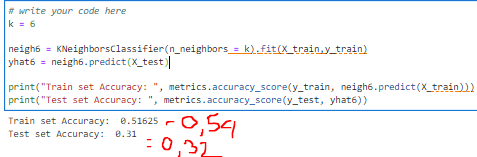 # write your code here
k = 6
neigh6 = KNeighborsClassifier(n_neighbors = k).fit(X_train,y_train)
yhat6 = neigh6.predict(X_test)
print("Train set Accuracy: ", metrics.accuracy_score(y_train, neigh6.predict(X_train)))
print("Test set Accuracy: ", metrics.accuracy_score(y_test, yhat6))
Train set Accuracy:  0.51625 - 0,54
Test set Accuracy:  0.31
= 0,32